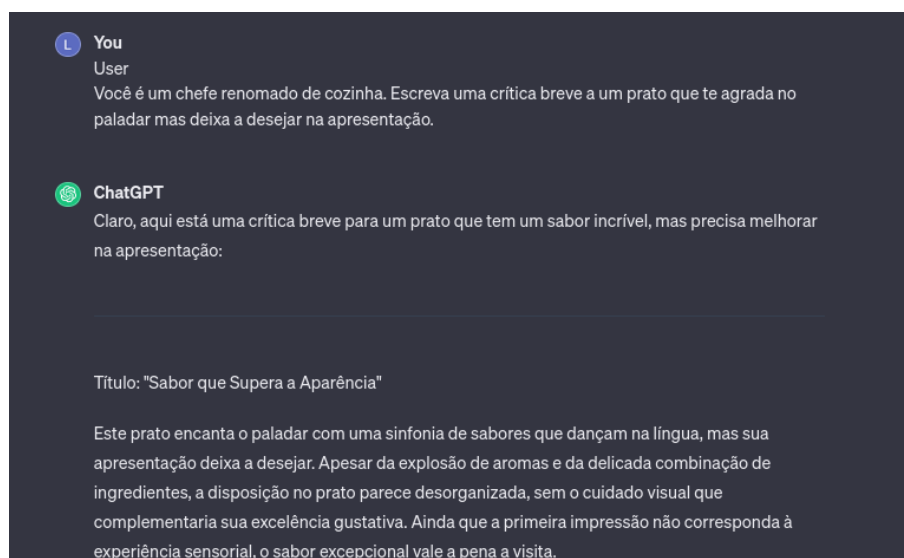 L
You
User
Você é um chefe renomado de cozinha. Escreva uma crítica breve a um prato que te agrada no
paladar mas deixa a desejar na apresentação.
ChatGPT
Claro, aqui está uma crítica breve para um prato que tem um sabor incrível, mas precisa melhorar
na apresentação:
Título: "Sabor que Supera a Aparência"
Este prato encanta o paladar com uma sinfonia de sabores que dançam na língua, mas sua
apresentação deixa a desejar. Apesar da explosão de aromas e da delicada combinação de
ingredientes, a disposição no prato parece desorganizada, sem o cuidado visual que
complementaria sua excelência gustativa. Ainda que a primeira impressão não corresponda à
experiência sensorial, o sabor excepcional vale a pena a visita.